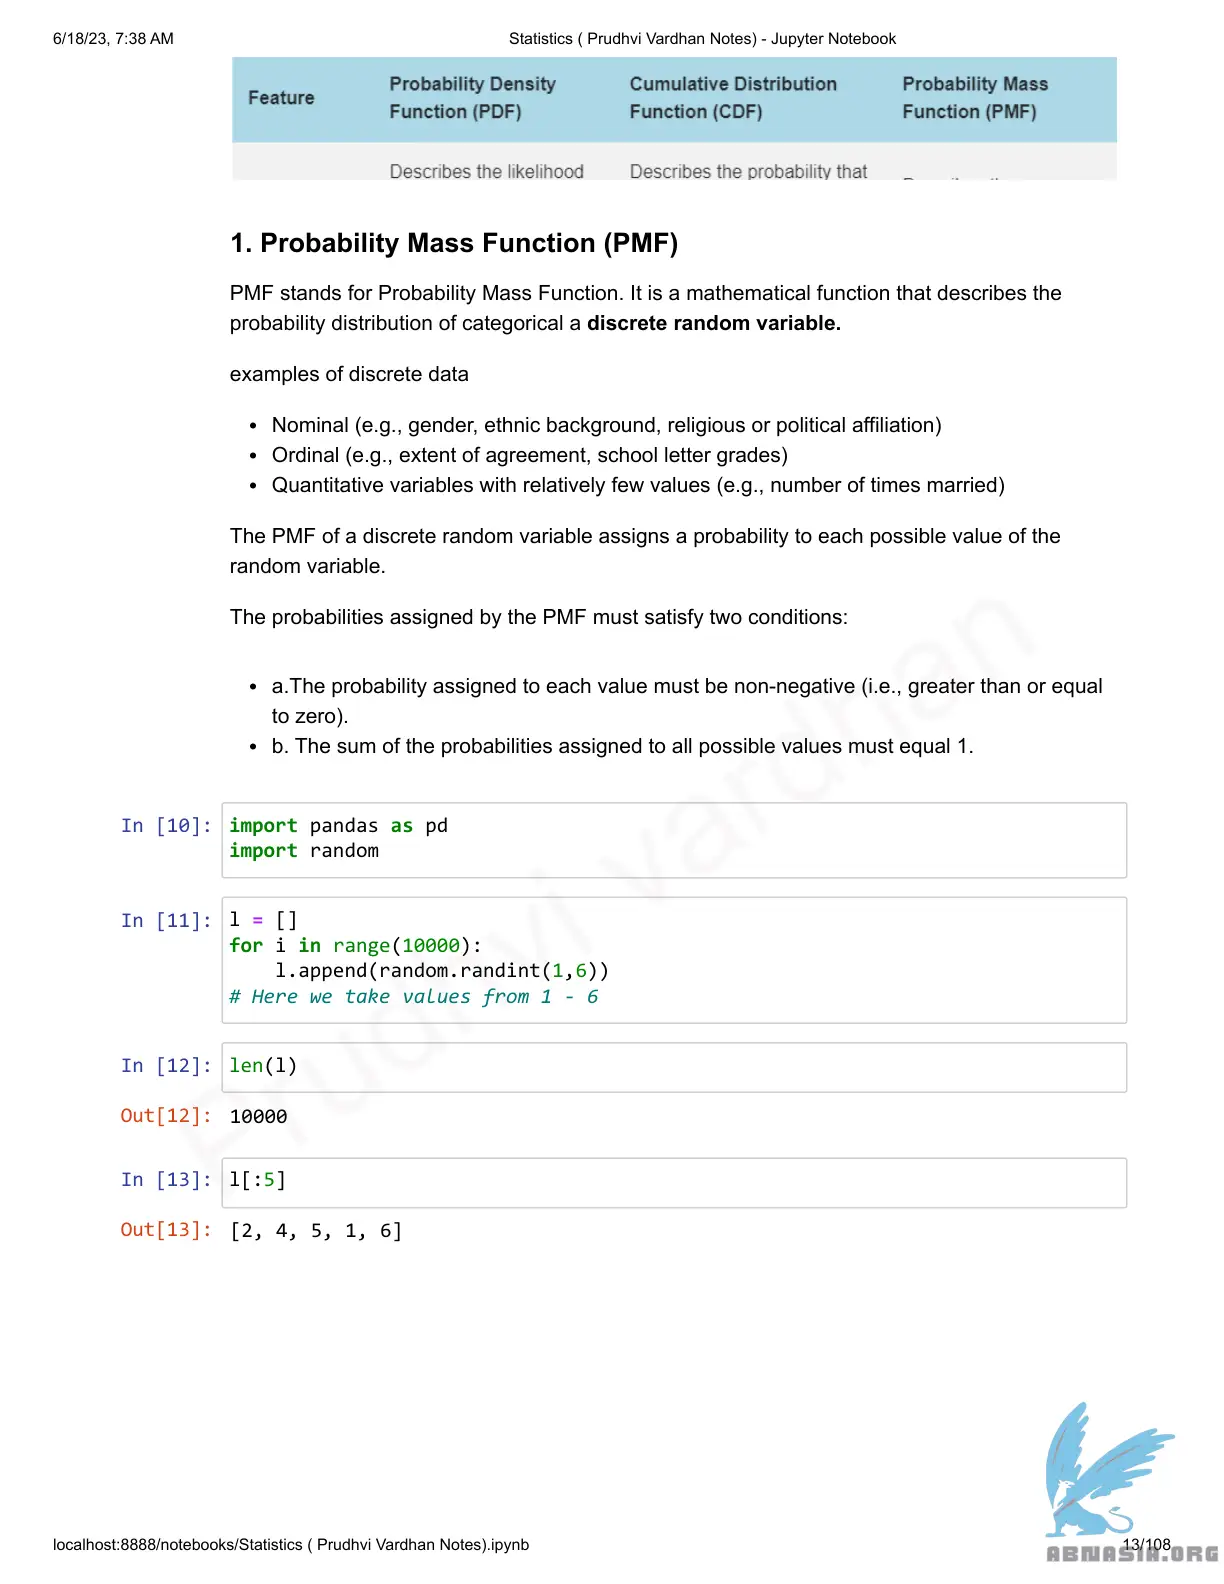 6/18/23, 7:38 AM
Statistics ( Prudhvi Vardhan Notes) - Jupyter Notebook
Feature
Probability Density Function (PDF)
Cumulative Distribution Function (CDF)
Probability Mass Function (PMF)
Describes the likelihood
Describes the probability that
1. Probability Mass Function (PMF)
PMF stands for Probability Mass Function. It is a mathematical function that describes the
probability distribution of categorical a discrete random variable.
examples of discrete data
• Nominal (e.g., gender, ethnic background, religious or political affiliation)
• Ordinal (e.g., extent of agreement, school letter grades)
• Quantitative variables with relatively few values (e.g., number of times married)
The PMF of a discrete random variable assigns a probability to each possible value of the
random variable.
The probabilities assigned by the PMF must satisfy two conditions:
• a.The probability assigned to each value must be non-negative (i.e., greater than or equal
to zero).
• b. The sum of the probabilities assigned to all possible values must equal 1.
In [10]: import pandas as pd
import random
In [11]: l = []
for i in range(10000):
    l.append(random.randint(1,6))
# Here we take values from 1 - 6
In [12]: len(l)
Out[12]: 10000
In [13]: l[:5]
Out[13]: [2, 4, 5, 1, 6]
Prudhvi vardhan
localhost:8888/notebooks/Statistics ( Prudhvi Vardhan Notes).ipynb
13/108
ABNASIA.ORG